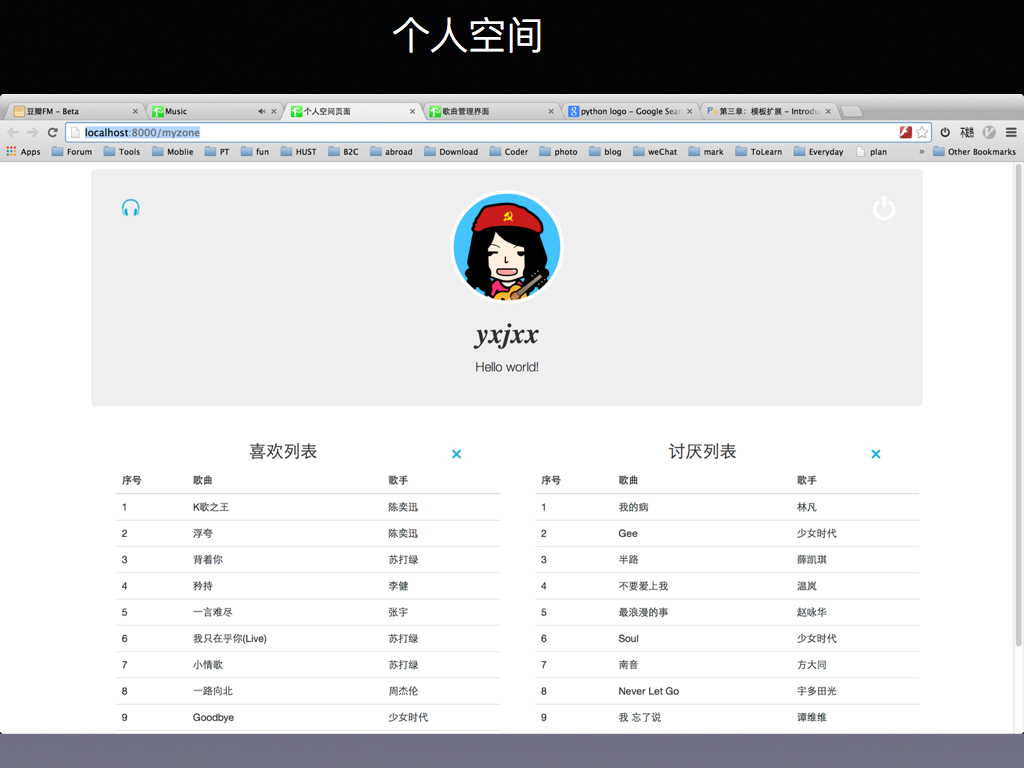 个人空间
豆瓣FM - Beta
Music
个人空间页面
歌曲管理界面
python logo - Google Sear
第三章：模板扩展 - Introdu
localhost:8000/myzone
Apps Forum Tools Moblie PT fun HUST B2C abroad Download Coder photo blog weChat mark ToLearn Everyday plan » Other Bookmarks
yxjxx
Hello world!
喜欢列表
序号 歌曲 歌手
1 K歌之王 陈奕迅
2 浮夸 陈奕迅
3 背着你 苏打绿
4 矜持 李健
5 一言难尽 张宇
6 我只在乎你(Live) 苏打绿
7 小情歌 苏打绿
8 一路向北 周杰伦
9 Goodbye 少女时代
讨厌列表
序号 歌曲 歌手
1 我的病 林凡
2 Gee 少女时代
3 半路 薛凯琪
4 不要爱上我 温岚
5 最浪漫的事 赵咏华
6 Soul 少女时代
7 南音 方大同
8 Never Let Go 宇多田光
9 我 忘了说 谭维维